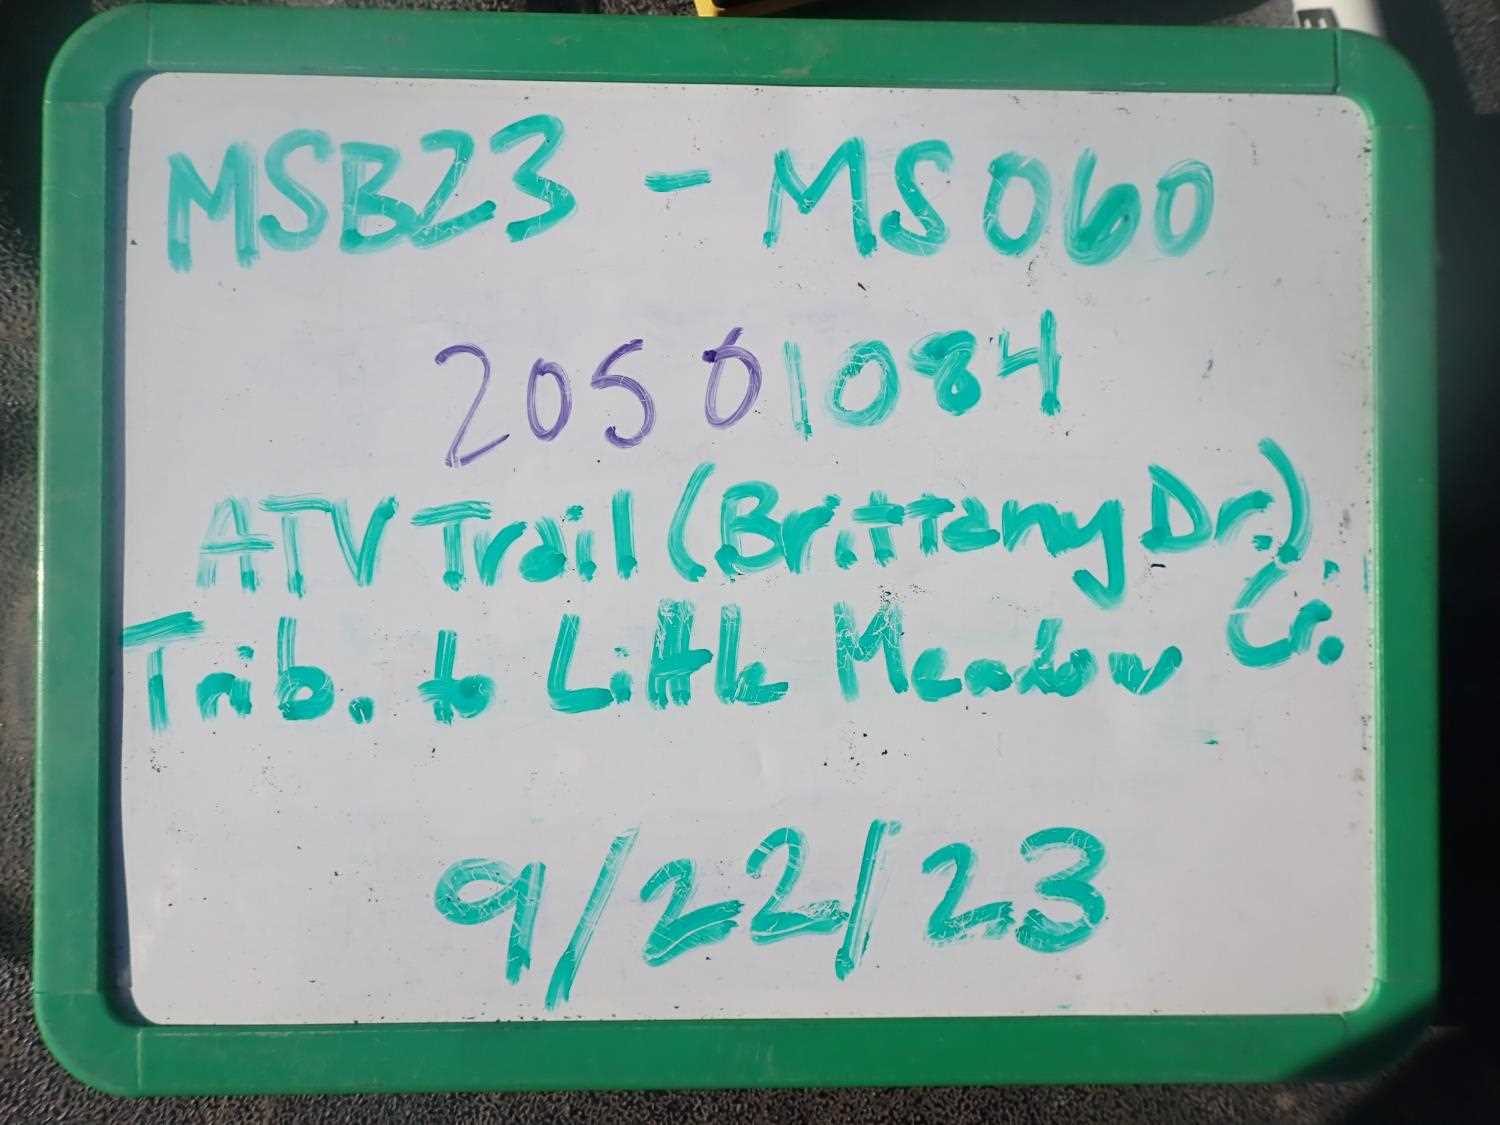 MSB23 - MS060
20501084
ATV Trail (Brittany Dr.)
Trib. to Little Meadow Cr.
9/22/23